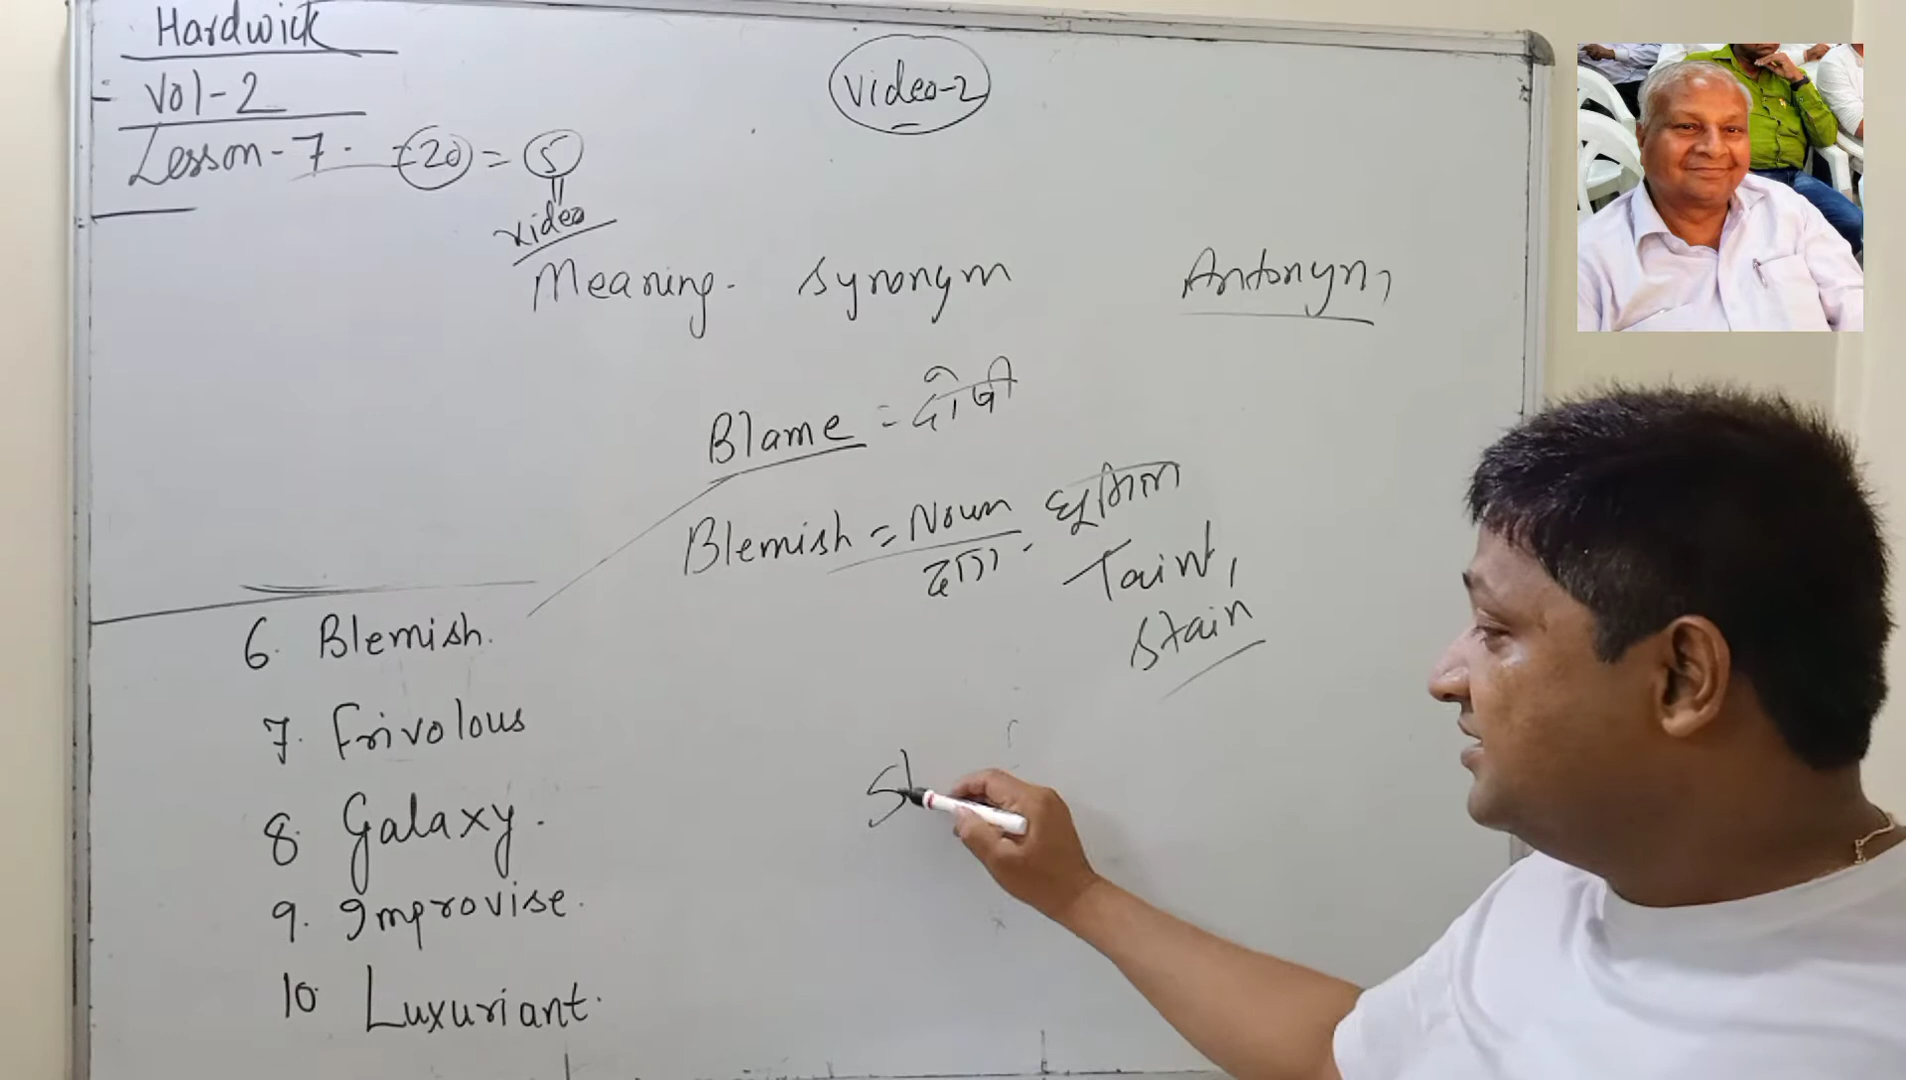 Hardwick
Vol-2
Lesson-7. 20 = 5
video
Video-2
Meaning. Synonym Antonym,
Blame = दोषी
Blemish = Noun
दाग. धूमिल
Taint,
Stain
6. Blemish.
7. Frivolous
8. Galaxy.
9. Improvise.
10. Luxuriant.